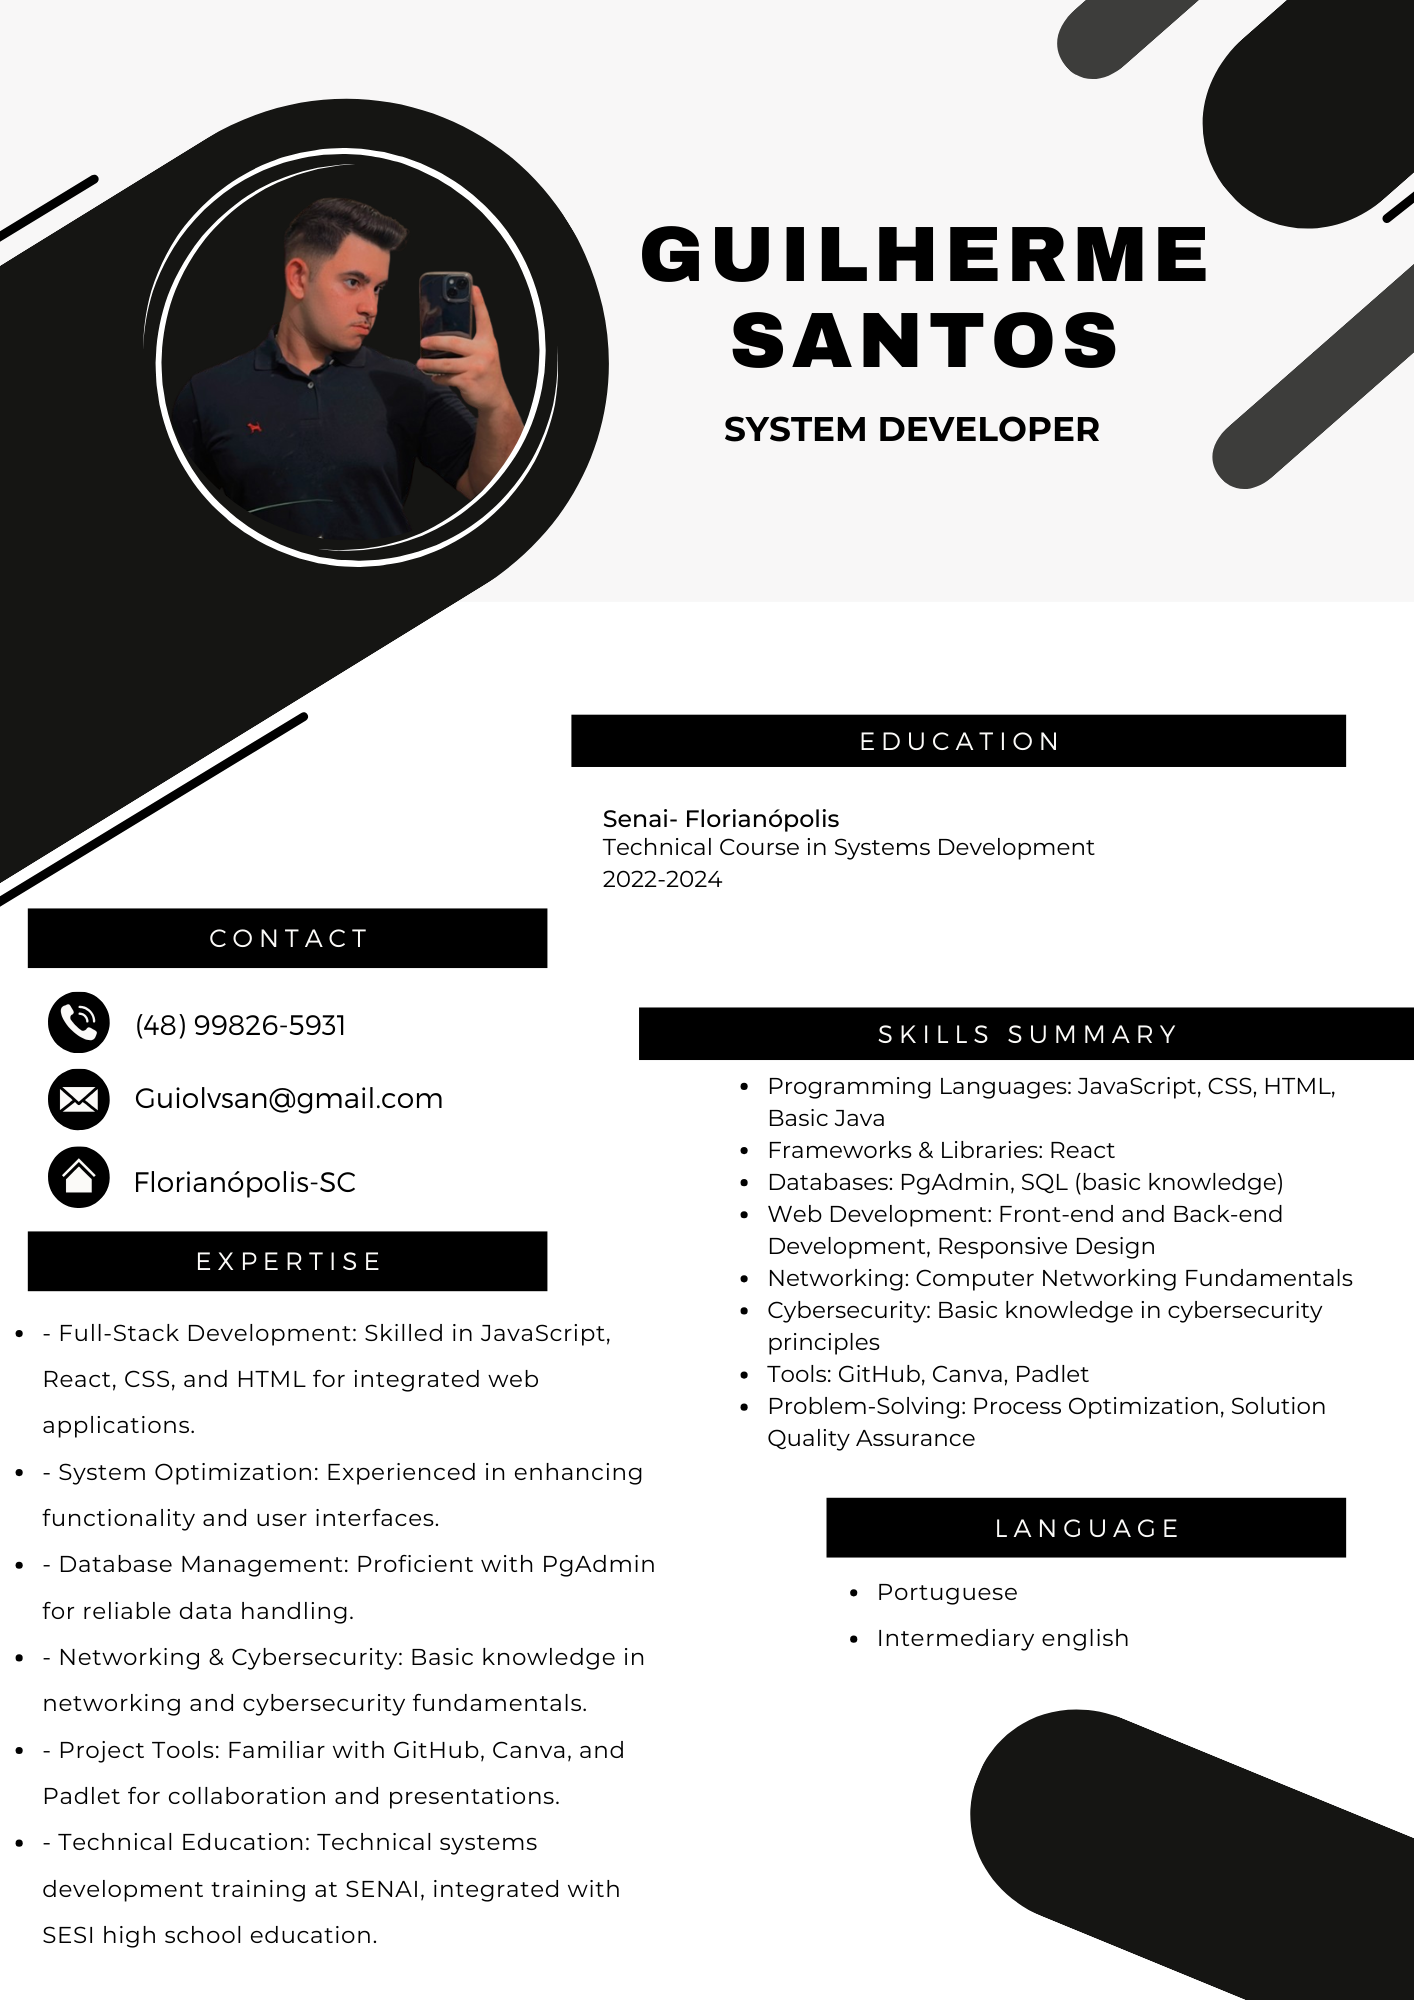 GUILHERME
SANTOS
SYSTEM DEVELOPER
EDUCATION
Senai- Florianópolis
Technical Course in Systems Development
2022-2024
CONTACT
(48) 99826-5931
Guiolvsan@gmail.com
Florianópolis-SC
EXPERTISE
• - Full-Stack Development: Skilled in JavaScript,
React, CSS, and HTML for integrated web
applications.
• - System Optimization: Experienced in enhancing
functionality and user interfaces.
• - Database Management: Proficient with PgAdmin
for reliable data handling.
• - Networking & Cybersecurity: Basic knowledge in
networking and cybersecurity fundamentals.
• - Project Tools: Familiar with GitHub, Canva, and
Padlet for collaboration and presentations.
• - Technical Education: Technical systems
development training at SENAI, integrated with
SESI high school education.
SKILLS SUMMARY
• Programming Languages: JavaScript, CSS, HTML,
Basic Java
• Frameworks & Libraries: React
• Databases: PgAdmin, SQL (basic knowledge)
• Web Development: Front-end and Back-end
Development, Responsive Design
• Networking: Computer Networking Fundamentals
• Cybersecurity: Basic knowledge in cybersecurity
principles
• Tools: GitHub, Canva, Padlet
• Problem-Solving: Process Optimization, Solution
Quality Assurance
LANGUAGE
• Portuguese
• Intermediary english